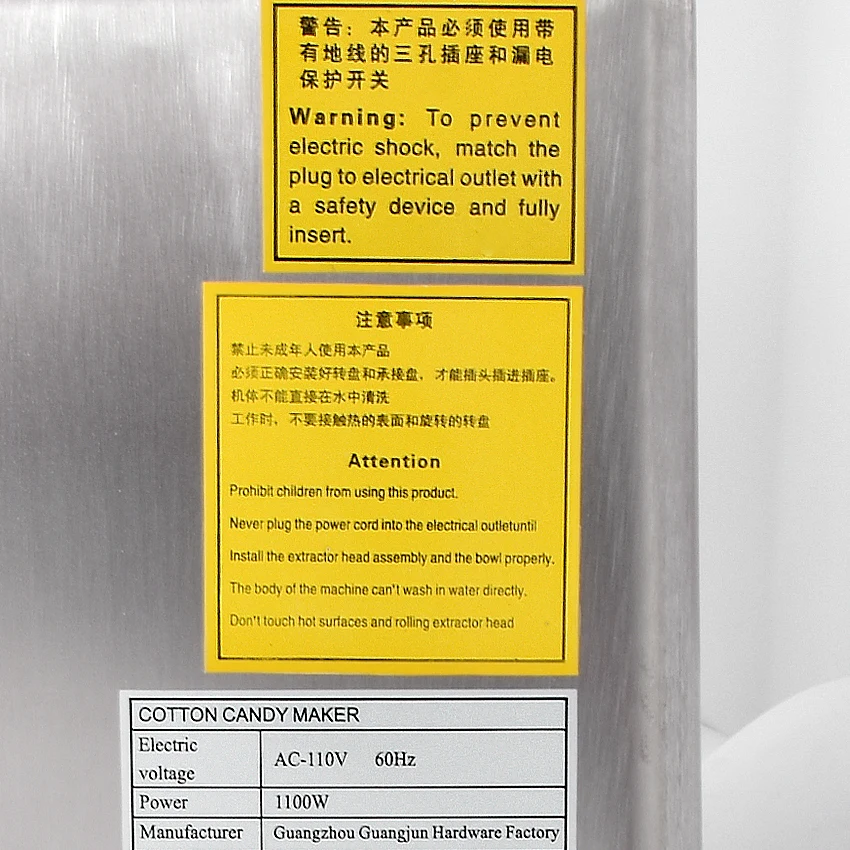 警告：本产品必须使用带
有地线的三孔插座和漏电
保护开关
Warning: To prevent
electric shock, match the
plug to electrical outlet with
a safety device and fully
insert.
注意事项
禁止未成年人使用本产品
必须正确安装好转盘和承接盘，才能插头插进插座。
机体不能直接在水中清洗
工作时，不要接触热的表面和旋转的转盘
Attention
Prohibit children from using this product.
Never plug the power cord into the electrical outletuntil
Install the extractor head assembly and the bowl properly.
The body of the machine can't wash in water directly.
Don't touch hot surfaces and rolling extractor head
COTTON CANDY MAKER
Electric
voltage
AC-110V 60Hz
Power 1100W
Manufacturer Guangzhou Guangjun Hardware Factory